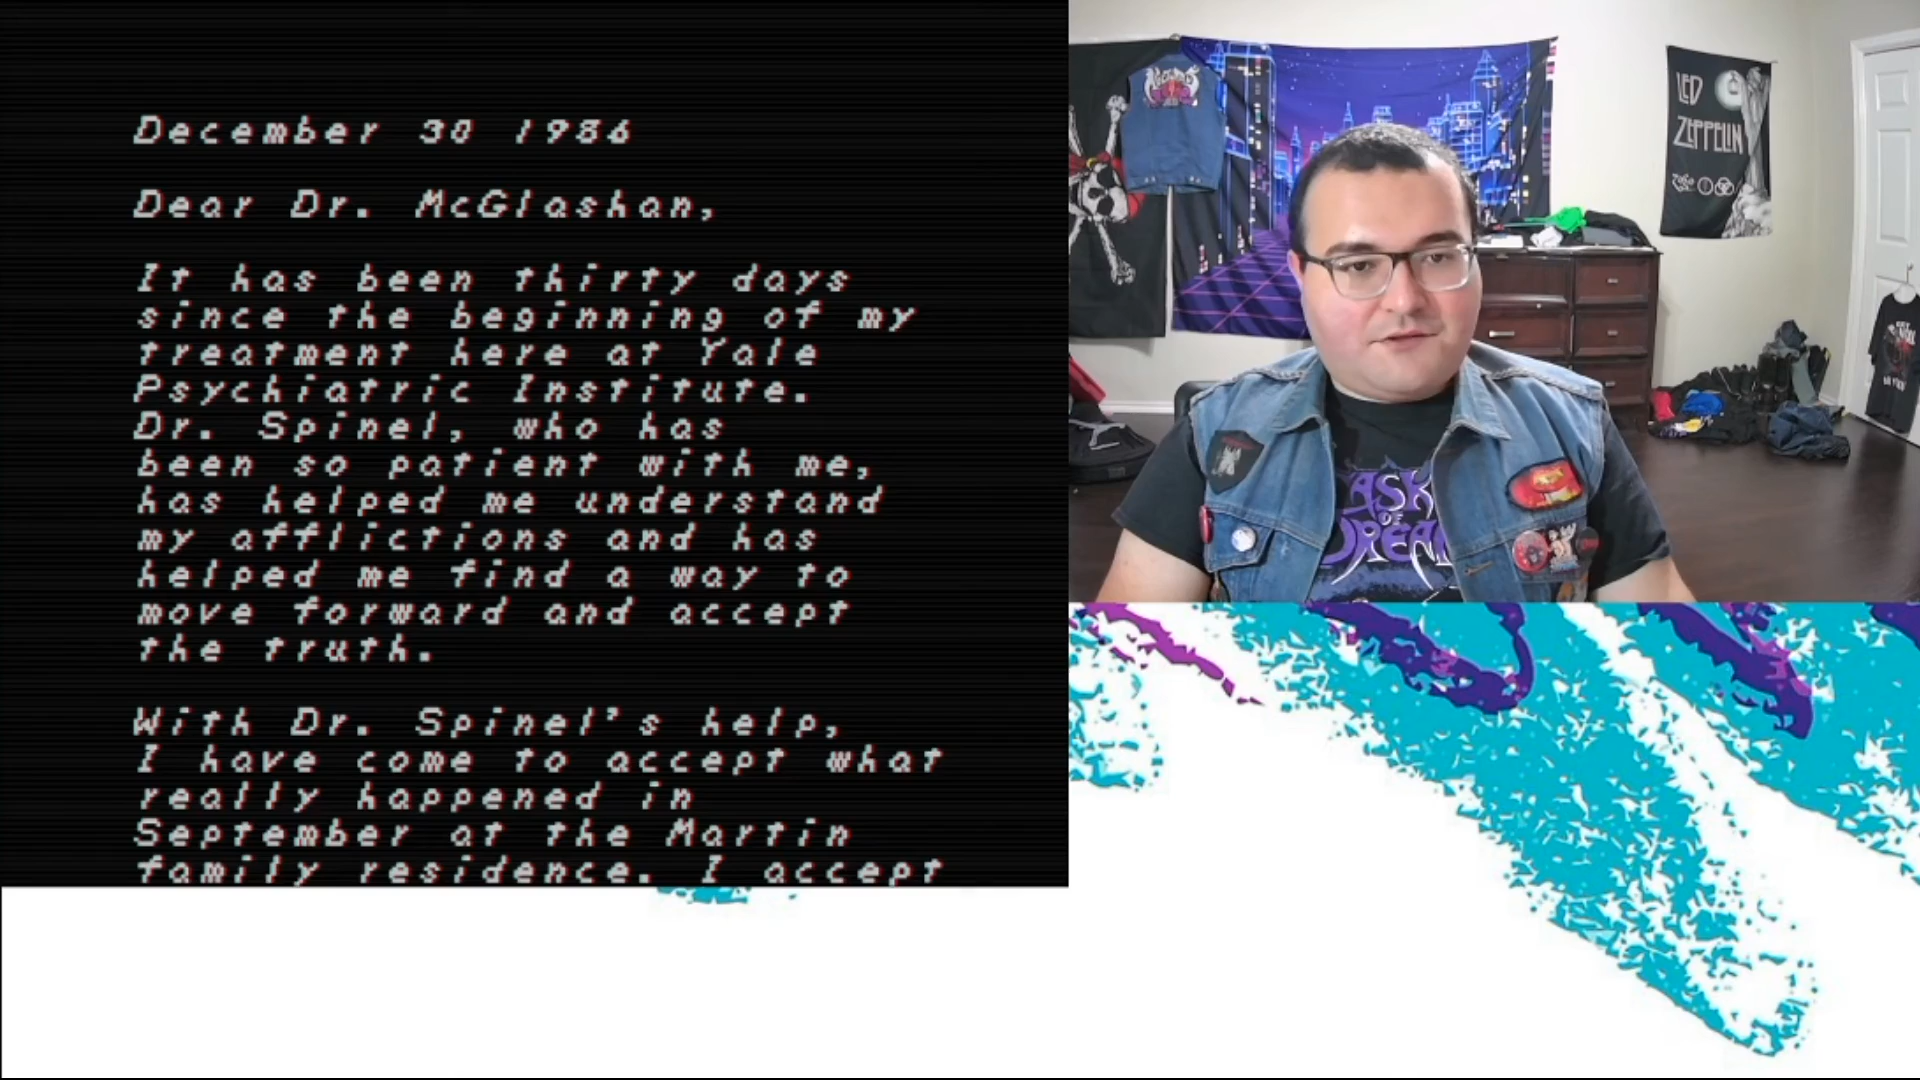 December 30 1986
Dear Dr. McGlashan,
It has been thirty days
since the beginning of my
treatment here at Yale
Psychiatric Institute.
Dr. Spinel, who has
been so patient with me,
has helped me understand
my afflictions and has
helped me find a way to
move forward and accept
the truth.
With Dr. Spinel's help,
I have come to accept what
really happened in
September at the Martin
family residence. I accept
LED
ZEPPELIN